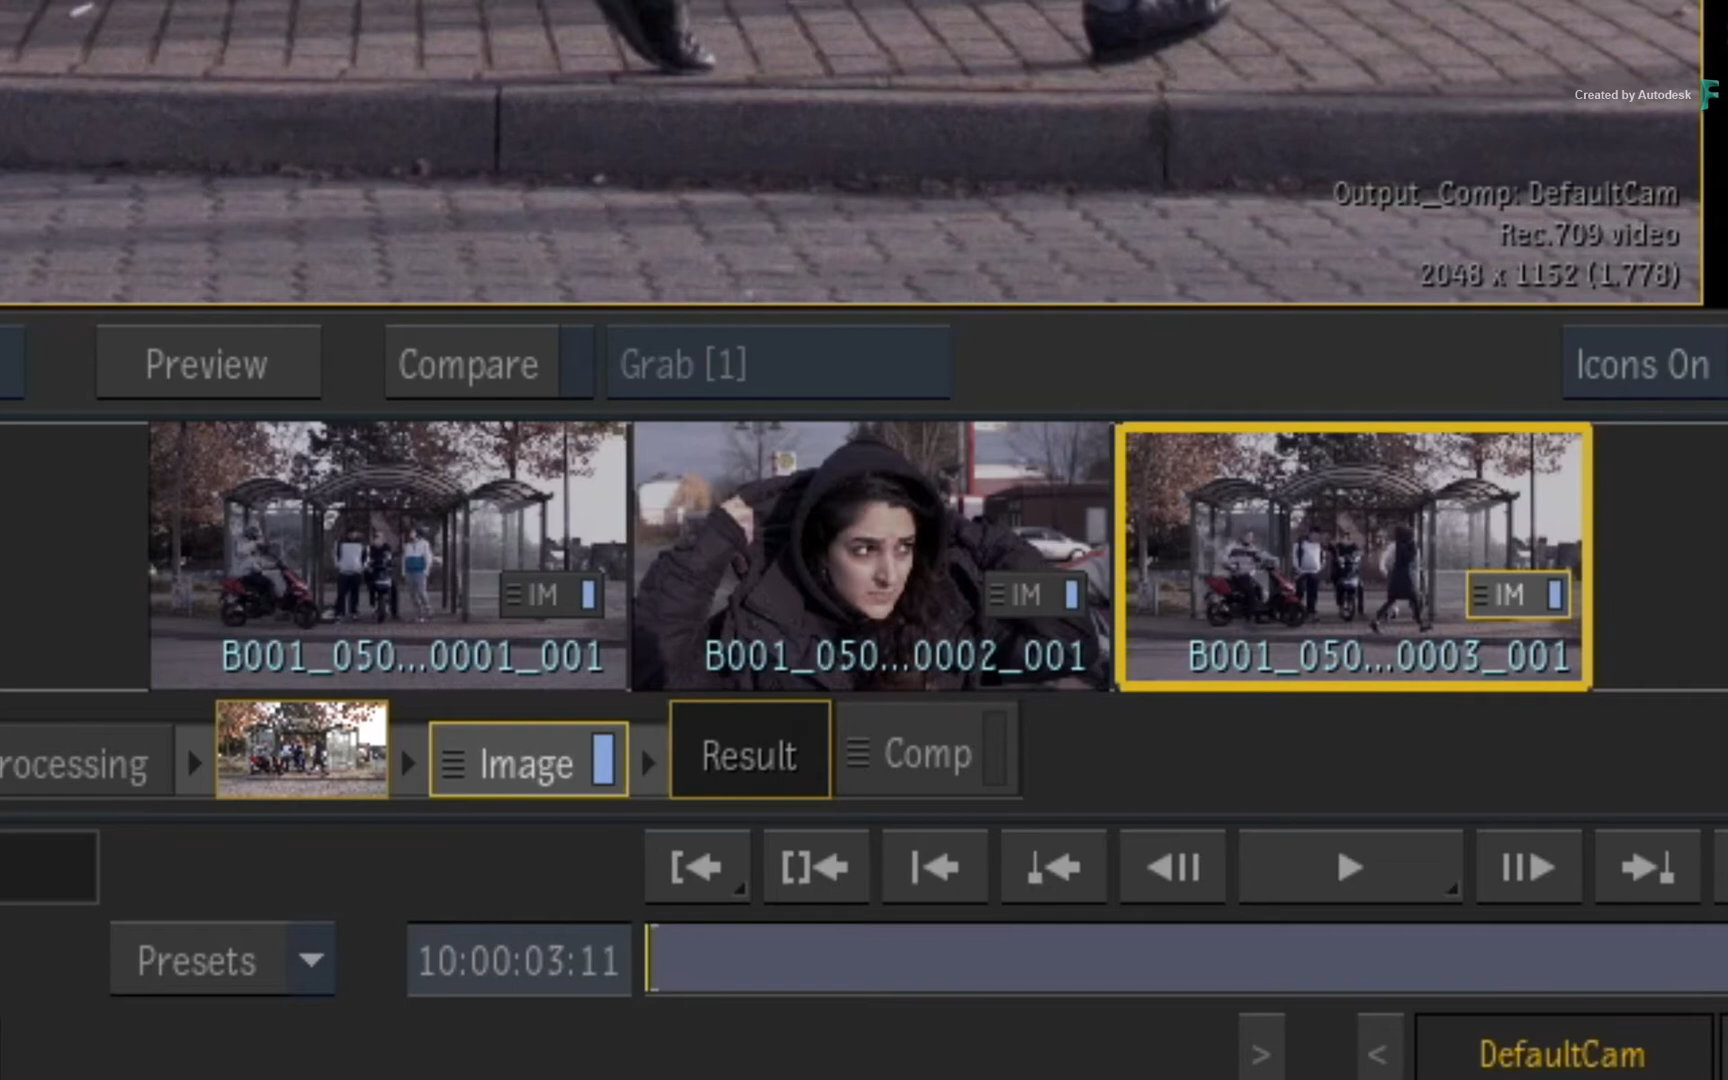 Created by Autodesk
Output_Comp: DefaultCam
Rec.709 video
2048 x 1152 (1.778)
Preview
Compare
Grab [1]
Icons On
IM
IM
IM
B001_050...0001_001
B001_050...0002_001
B001_050...0003_001
rocessing
Image
Result
Comp
Presets
10:00:03:11
>
<
DefaultCam